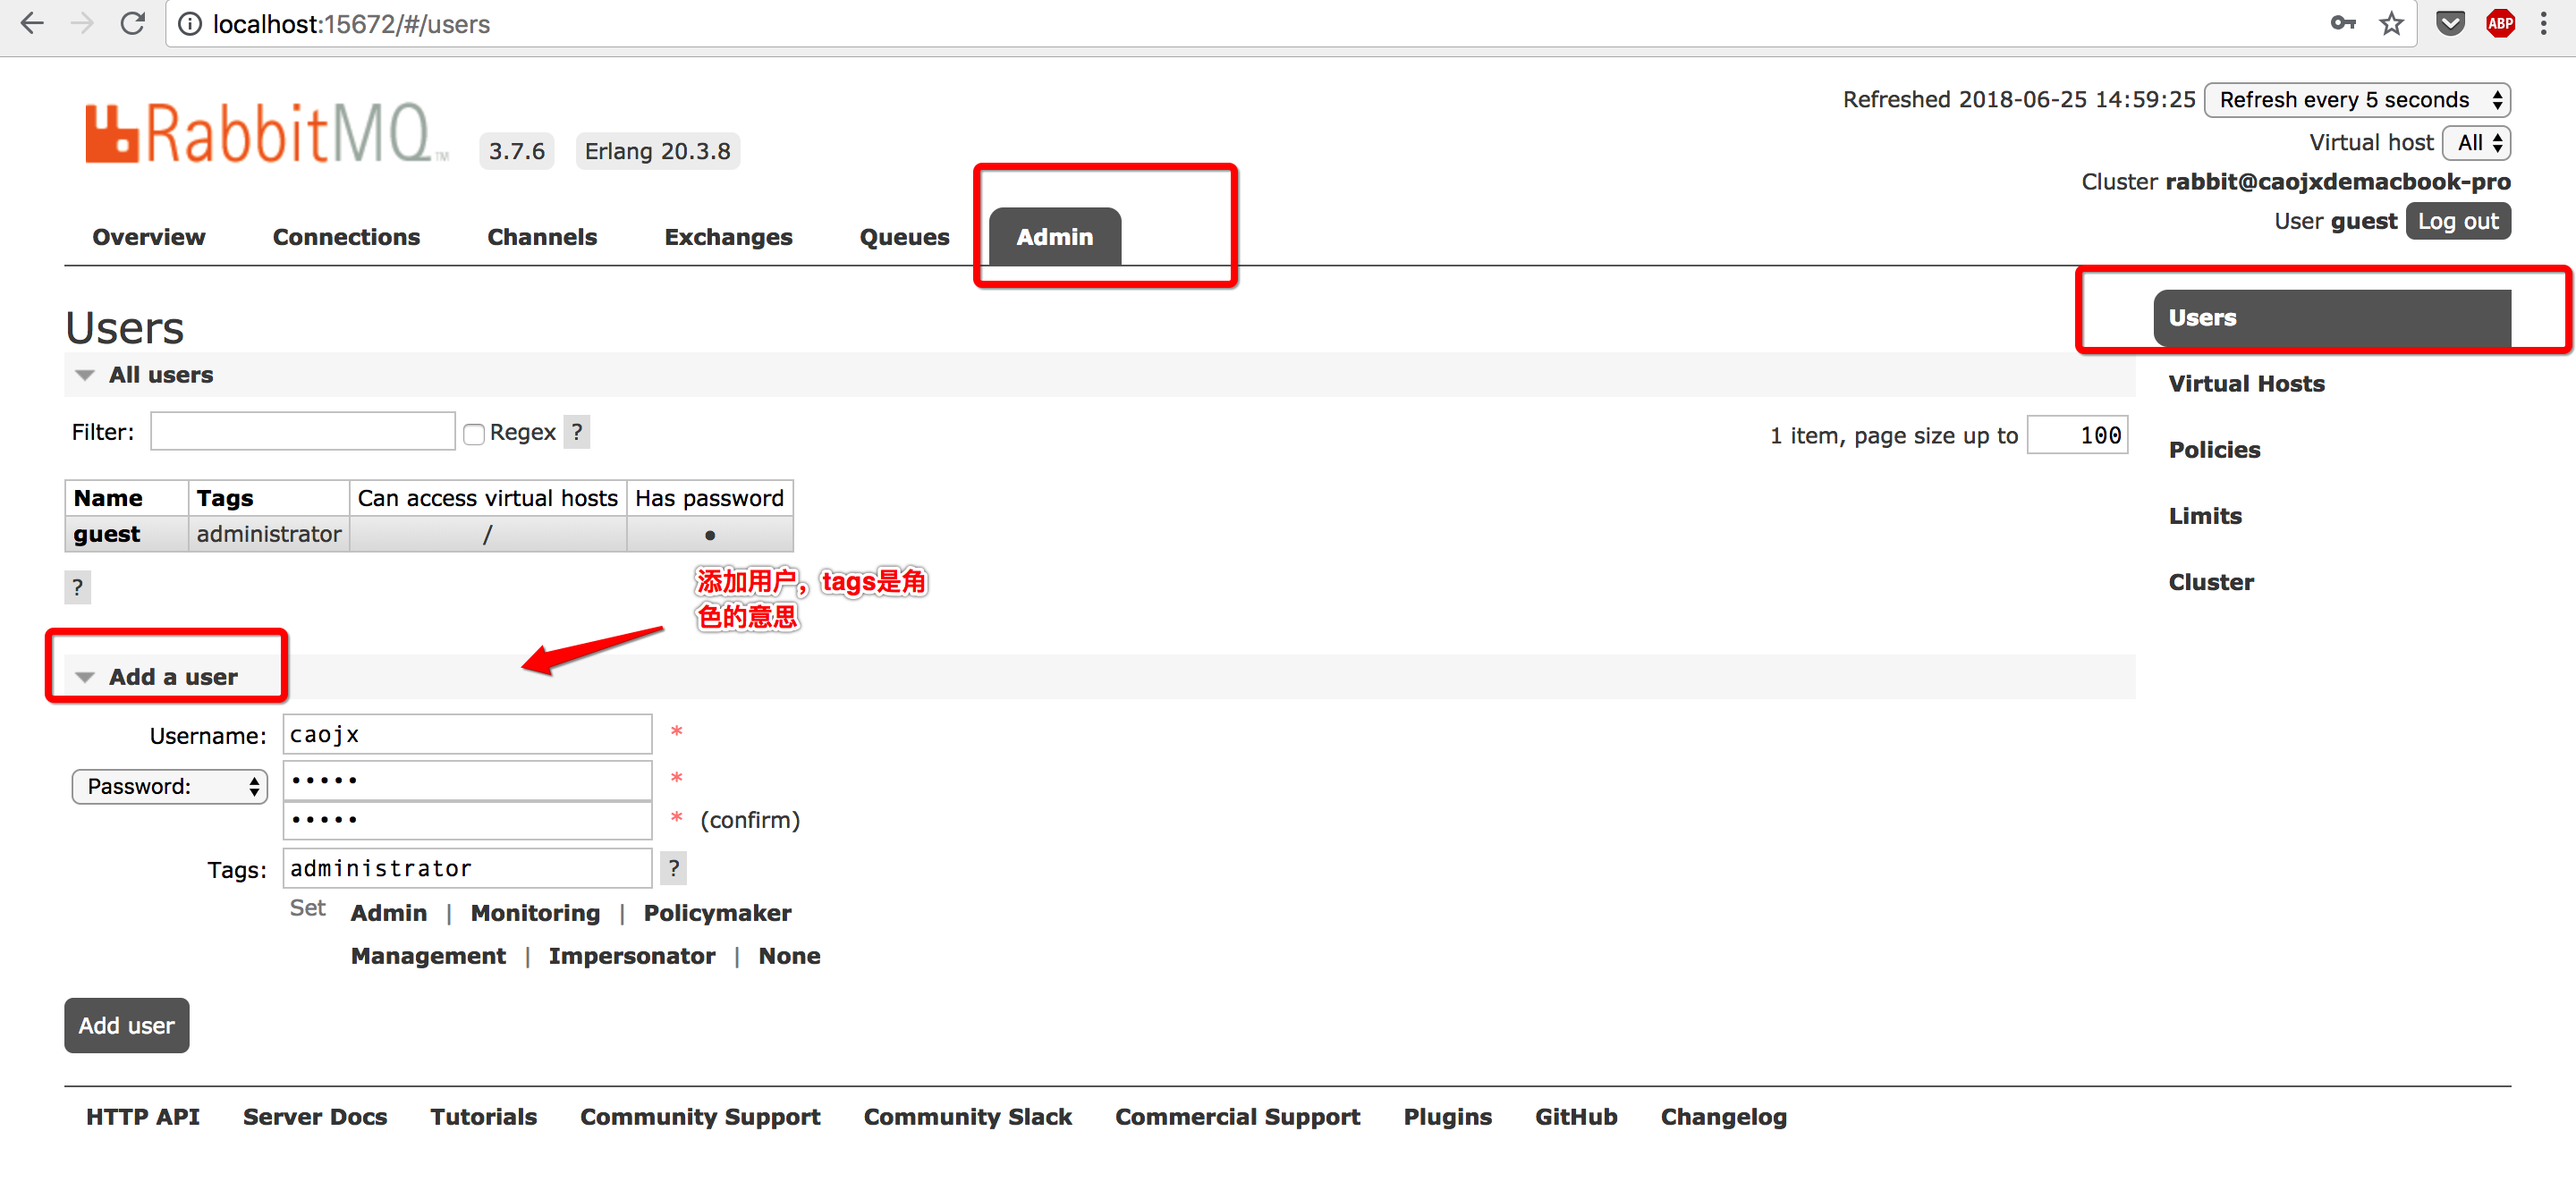 localhost:15672/#/users
ABP
RabbitMQ™ 3.7.6 Erlang 20.3.8
Refreshed 2018-06-25 14:59:25 Refresh every 5 seconds
Virtual host All
Cluster rabbit@caojxdemacbook-pro
User guest Log out
Overview Connections Channels Exchanges Queues Admin
Users
All users
Filter: Regex ? 1 item, page size up to 100
Name Tags Can access virtual hosts Has password
guest administrator / ●
?
添加用户，tags是角
色的意思
Add a user
Username: caojx *
Password: ••••• *
••••• * (confirm)
Tags: administrator ?
Set Admin | Monitoring | Policymaker
Management | Impersonator | None
Add user
Users
Virtual Hosts
Policies
Limits
Cluster
HTTP API Server Docs Tutorials Community Support Community Slack Commercial Support Plugins GitHub Changelog